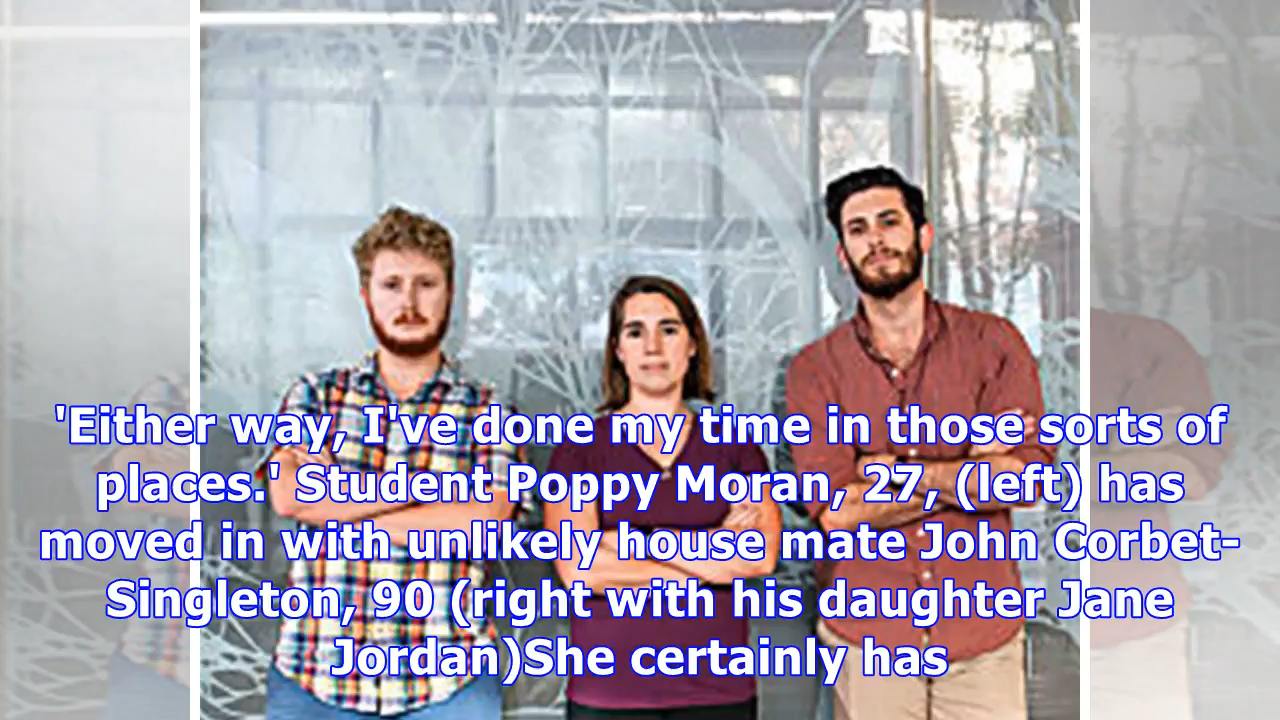 'Either way, I've done my time in those sorts of
places.' Student Poppy Moran, 27, (left) has
moved in with unlikely house mate John Corbet-
Singleton, 90 (right with his daughter Jane
Jordan)She certainly has